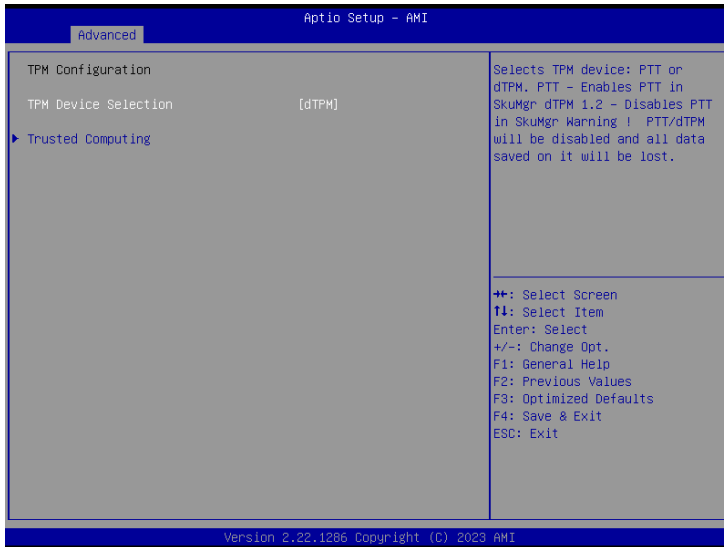 Aptio Setup - AMI
Advanced
TPM Configuration
TPM Device Selection [dTPM]
Trusted Computing
Selects TPM device: PTT or
dTPM. PTT - Enables PTT in
SkuMgr dTPM 1.2 - Disables PTT
in SkuMgr Warning ! PTT/dTPM
will be disabled and all data
saved on it will be lost.
→←: Select Screen
↑↓: Select Item
Enter: Select
+/-: Change Opt.
F1: General Help
F2: Previous Values
F3: Optimized Defaults
F4: Save & Exit
ESC: Exit
Version 2.22.1286 Copyright (C) 2023 AMI